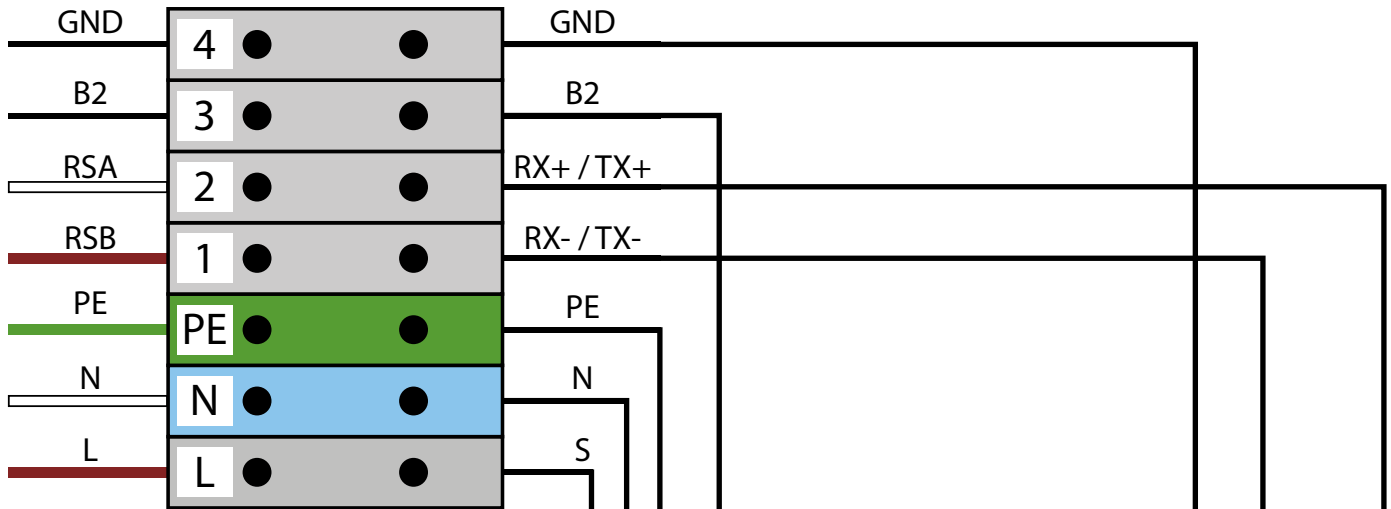 GND 4 GND
B2 3 B2
RSA 2 RX+ / TX+
RSB 1 RX- / TX-
PE PE PE
N N N
L L S